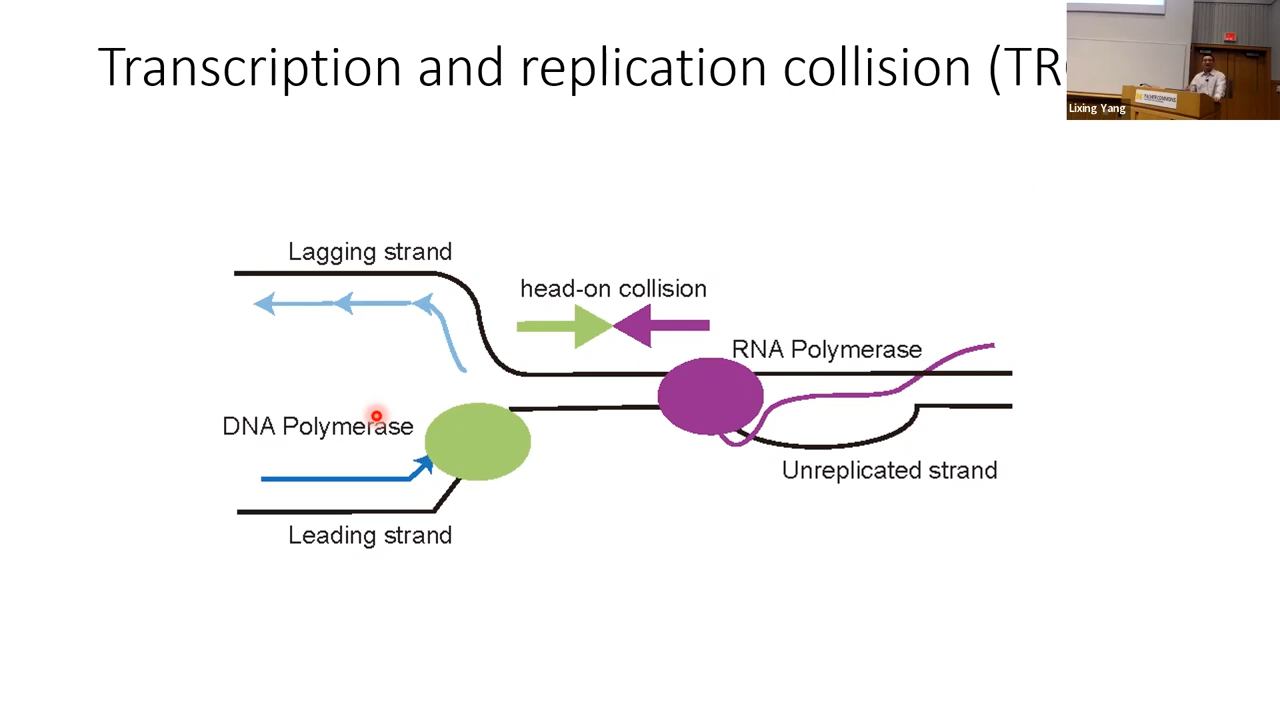 Transcription and replication collision (TR
Lixing Yang
Lagging strand
head-on collision
RNA Polymerase
DNA Polymerase
Unreplicated strand
Leading strand